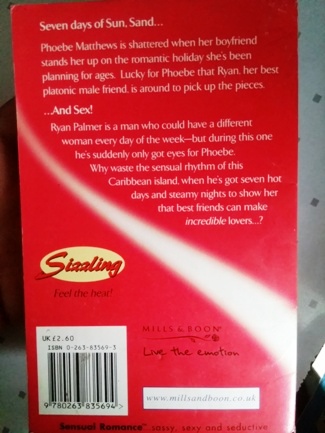 Seven days of Sun, Sand...
Phoebe Matthews is shattered when her boyfriend
stands her up on the romantic holiday she's been
planning for ages. Lucky for Phoebe that Ryan, her best
platonic male friend, is around to pick up the pieces.
...And Sex!
Ryan Palmer is a man who could have a different
woman every day of the week—but during this one
he's suddenly only got eyes for Phoebe.
Why waste the sensual rhythm of this
Caribbean island, when he's got seven hot
days and steamy nights to show her
that best friends can make
incredible lovers...?
Sizzling
Feel the heat!
UK £2.60
ISBN 0-263-83569-3
9 780263 835694 >
MILLS & BOON®
Live the emotion
www.millsandboon.co.uk
Sensual Romance™ sassy, sexy and seductive